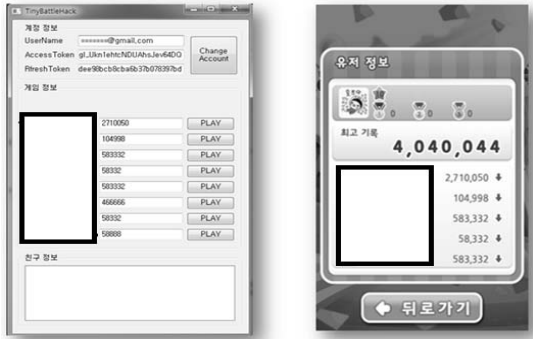 TinyBattleHack
계정 정보
UserName =======@gmail,com
AccessToken
RfreshToken dee98bcb8cba6b37b078397bd
Change Account
게임 정보
2710050 PLAY
104998 PLAY
583332 PLAY
58332 PLAY
583332 PLAY
466666 PLAY
58332 PLAY
58888 PLAY
친구 정보
유저 정보
0 0 0
최고 기록
4,040,044
2,710,050
104,998
583,332
58,332
583,332
뒤로가기